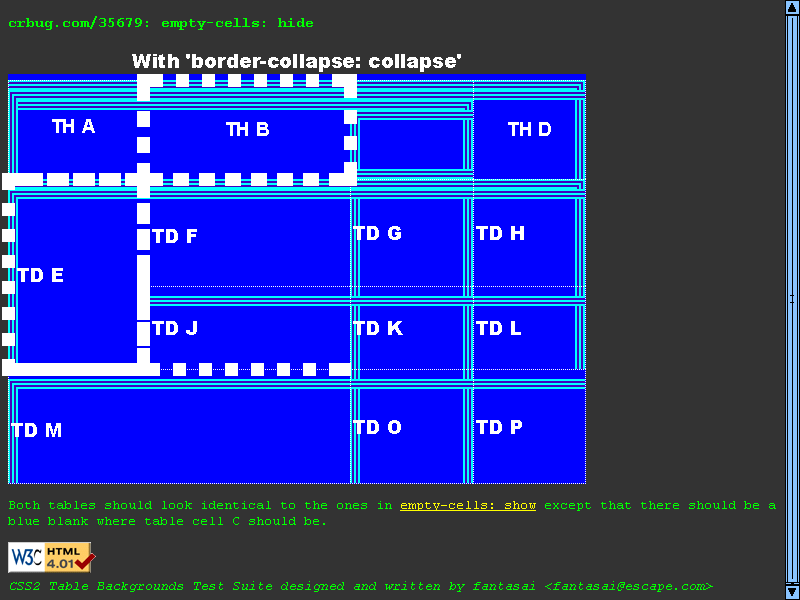 crbug.com/35679: empty-cells: hide
With 'border-collapse: collapse'
TH A
TH B
TH D
TD E
TD F
TD G
TD H
TD J
TD K
TD L
TD M
TD O
TD P
Both tables should look identical to the ones in empty-cells: show except that there should be a
blue blank where table cell C should be.
W3C HTML 4.01
CSS2 Table Backgrounds Test Suite designed and written by fantasai <fantasai@escape.com>